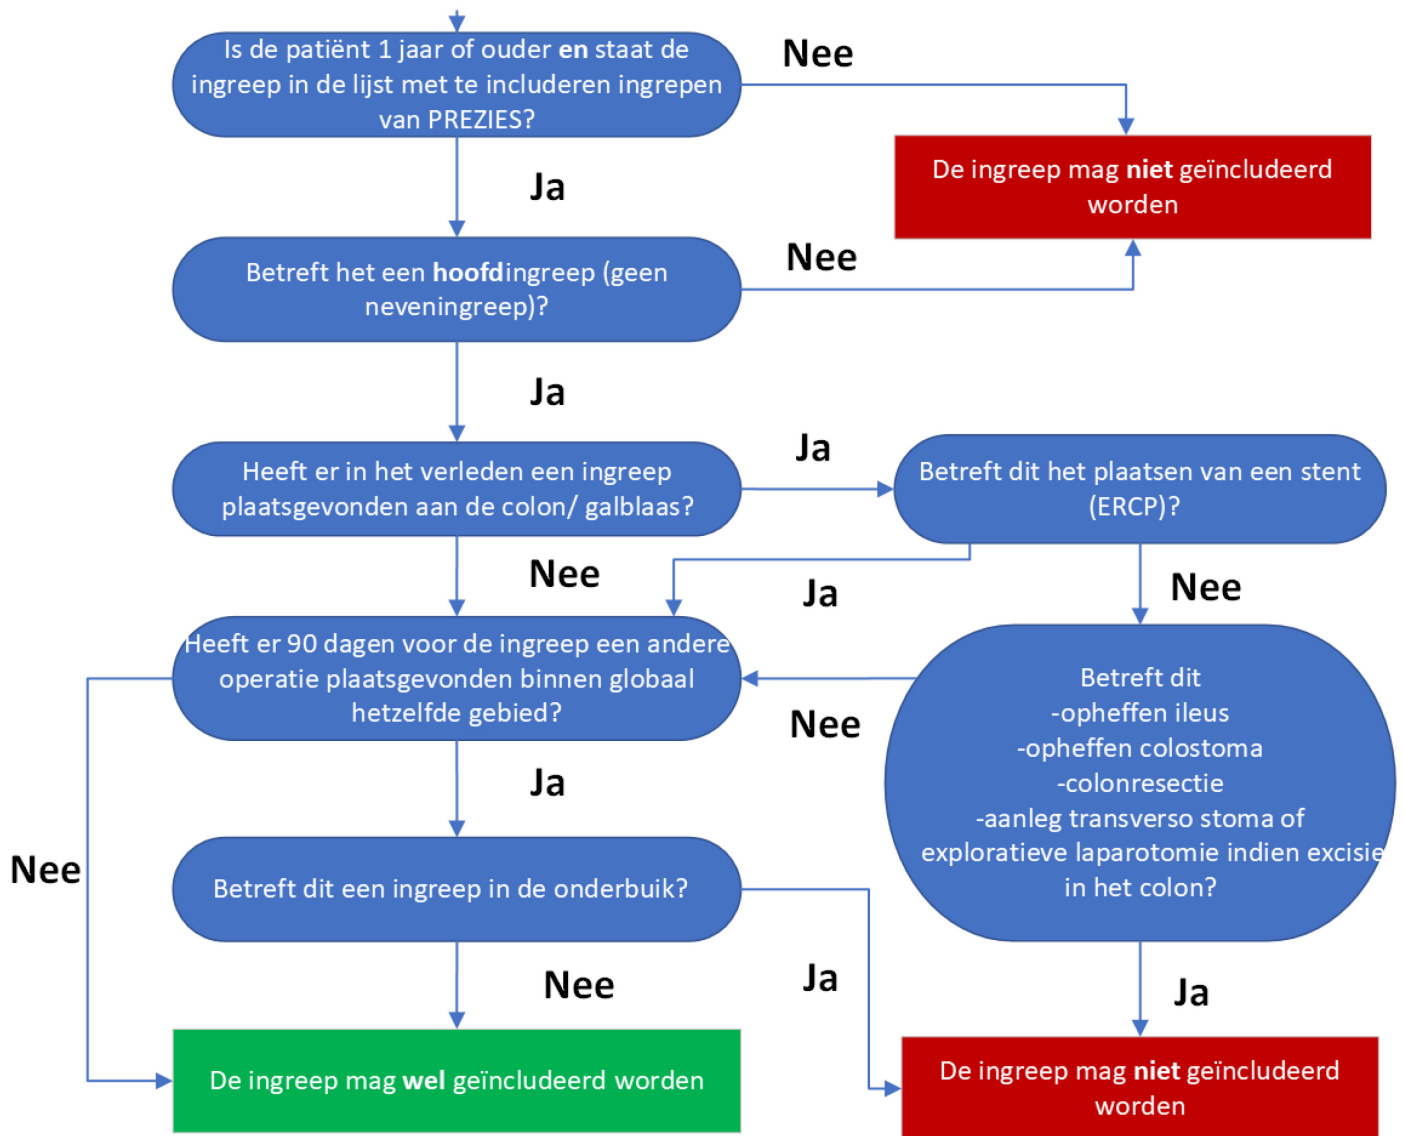 Is de patiënt 1 jaar of ouder en staat de
ingreep in de lijst met te includeren ingrepen
van PREZIES?
Nee
De ingreep mag niet geïncludeerd
worden
Ja
Betreft het een hoofdingreep (geen
neveningreep)?
Nee
Ja
Heeft er in het verleden een ingreep
plaatsgevonden aan de colon/ galblaas?
Ja
Betreft dit het plaatsen van een stent
(ERCP)?
Nee
Ja
Nee
Heeft er 90 dagen voor de ingreep een andere
operatie plaatsgevonden binnen globaal
hetzelfde gebied?
Nee
Betreft dit
-opheffen ileus
-opheffen colostoma
-colonresectie
-aanleg transverso stoma of
exploratieve laparotomie indien excisie
in het colon?
Ja
Nee
Betreft dit een ingreep in de onderbuik?
Nee
Ja
Ja
De ingreep mag wel geïncludeerd worden
De ingreep mag niet geïncludeerd
worden